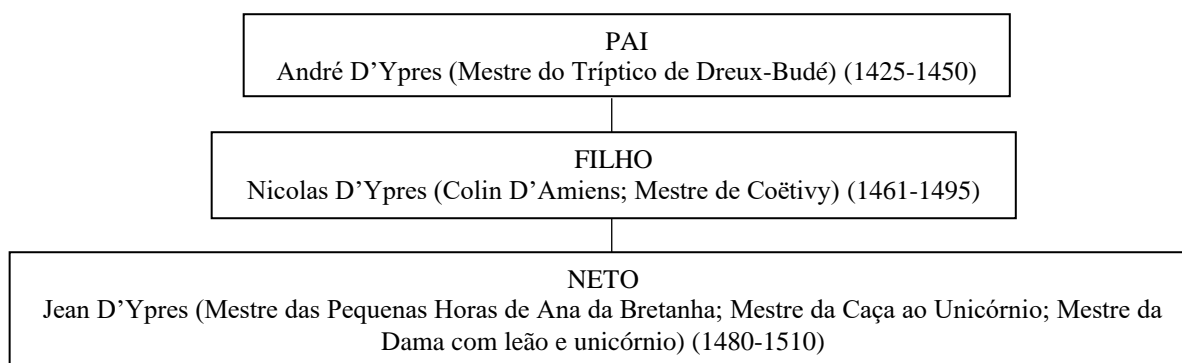 PAI
André D’Ypres (Mestre do Tríptico de Dreux-Budé) (1425-1450)
FILHO
Nicolas D’Ypres (Colin D’Amiens; Mestre de Coëtivy) (1461-1495)
NETO
Jean D’Ypres (Mestre das Pequenas Horas de Ana da Bretanha; Mestre da Caça ao Unicórnio; Mestre da
Dama com leão e unicórnio) (1480-1510)